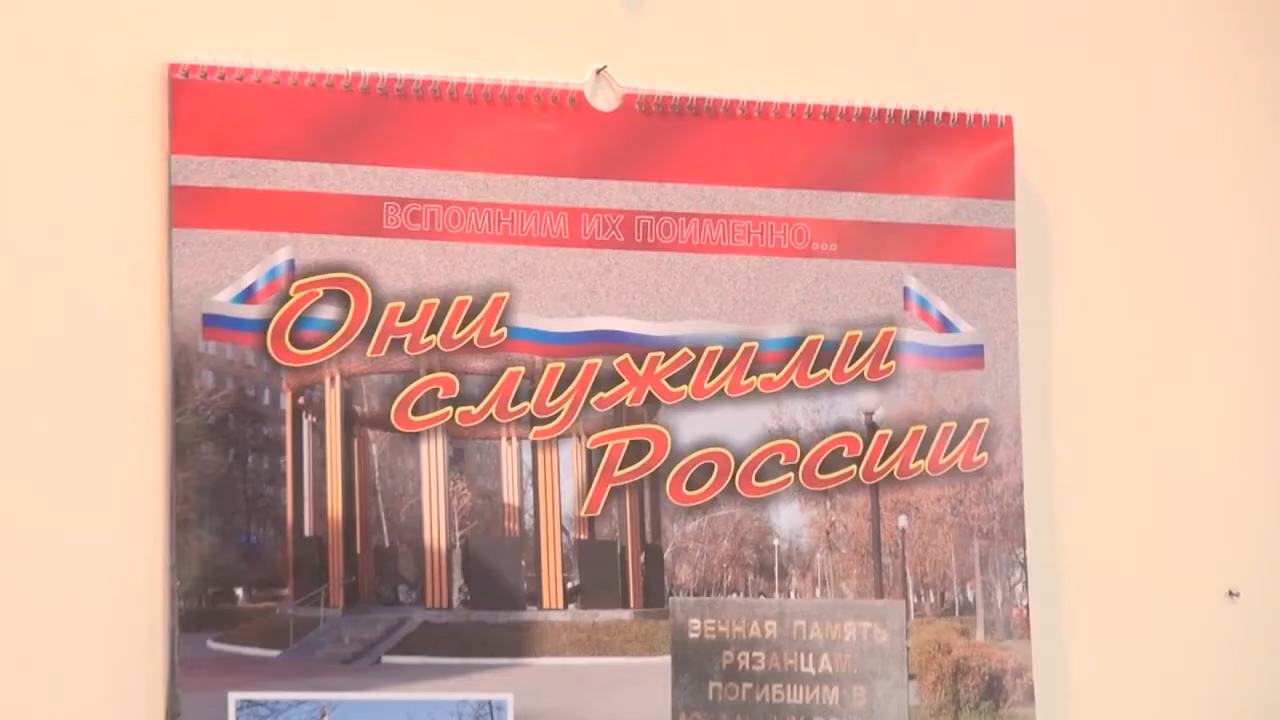 ВСПОМНИМ ИХ ПОИМЕННО...
Они
служили
России
ВЕЧНАЯ ПАМЯТЬ
РЯЗАНЦАМ,
ПОГИБШИМ В